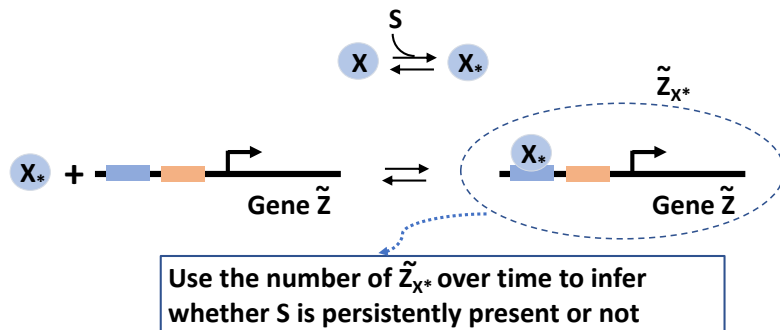 S
X X*
Z̃X*
X* + X*
Gene Z̃ Gene Z̃
Use the number of Z̃X* over time to infer
whether S is persistently present or not